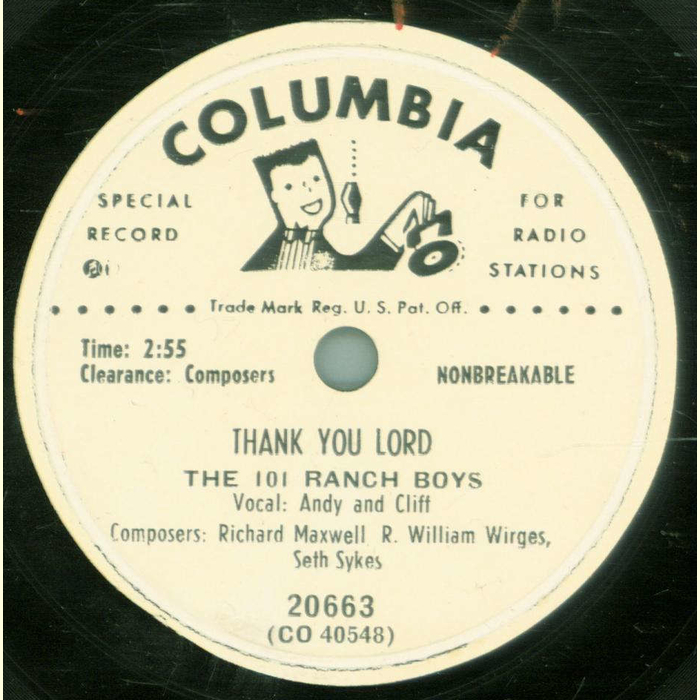 COLUMBIA
SPECIAL RECORD
FOR RADIO STATIONS
Trade Mark Reg. U. S. Pat. Off.
Time: 2:55
Clearance: Composers
NONBREAKABLE
THANK YOU LORD
THE 101 RANCH BOYS
Vocal: Andy and Cliff
Composers: Richard Maxwell R. William Wirges,
Seth Sykes
20663
(CO 40548)